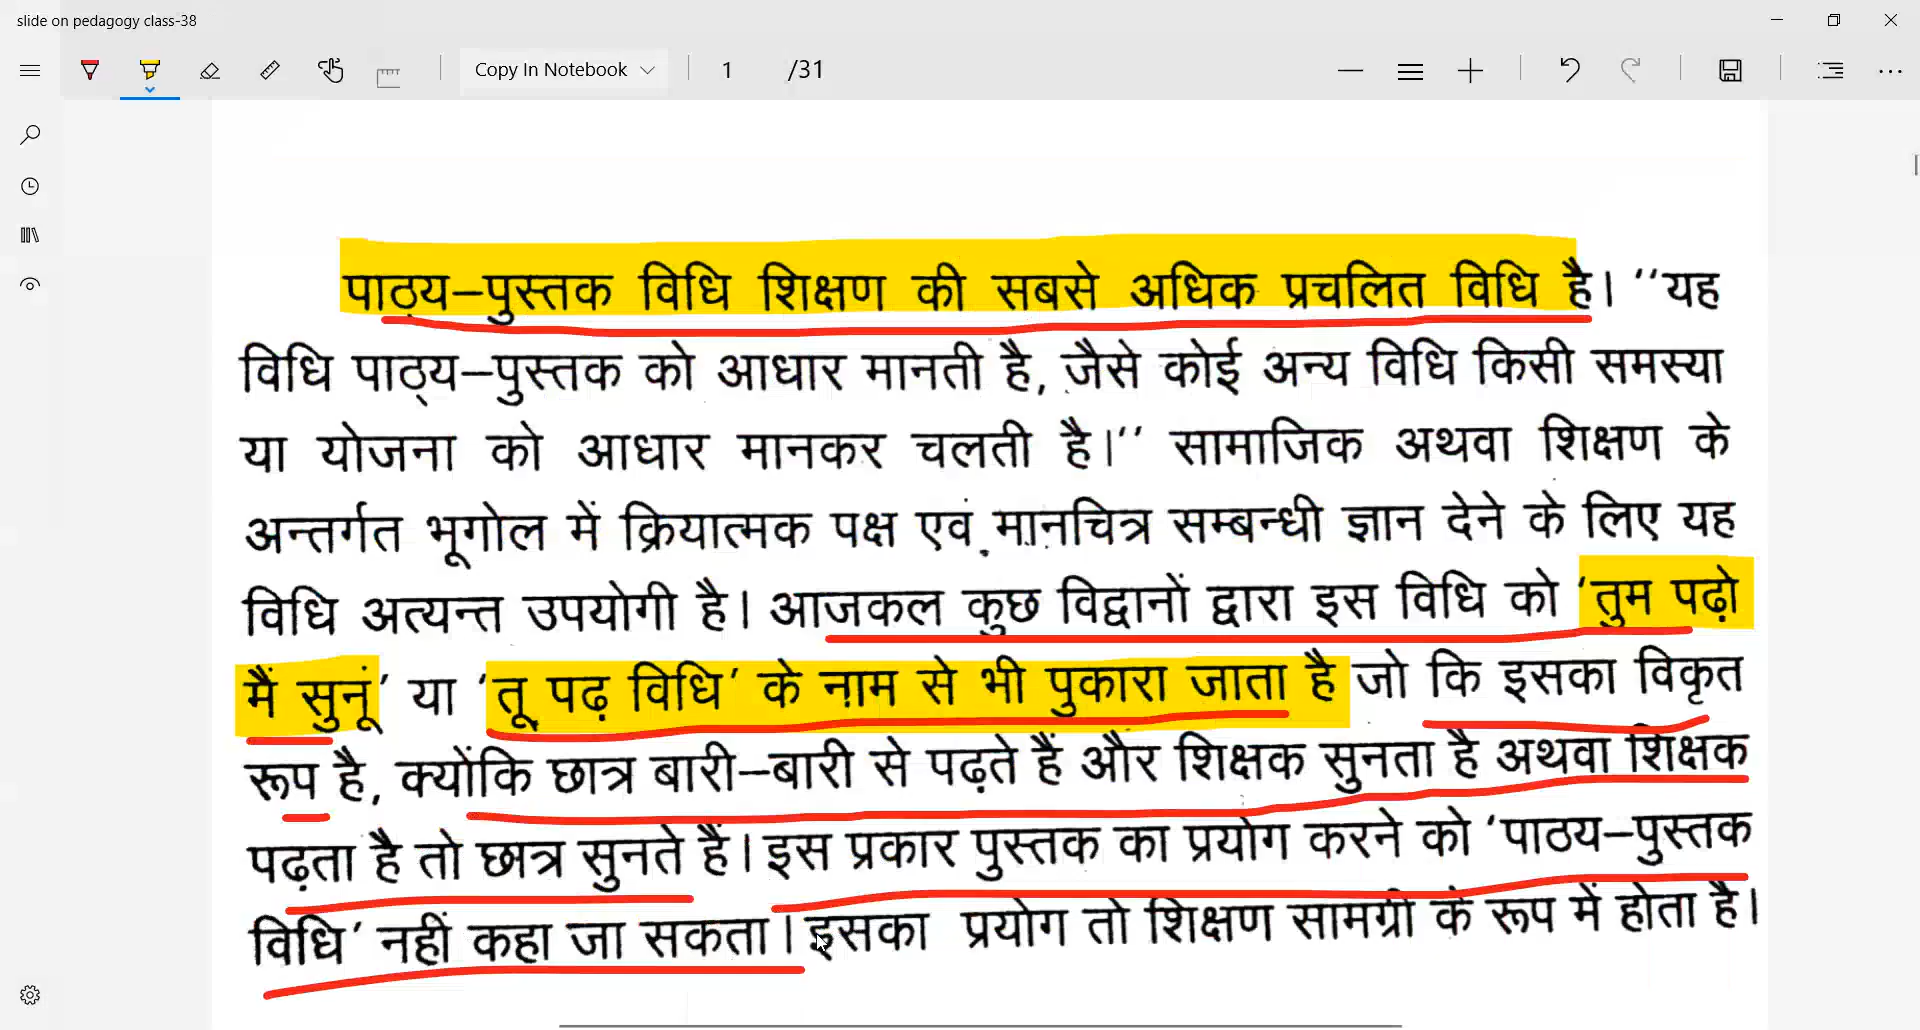 slide on pedagogy class-38
Copy In Notebook 1 /31
पाठ्य–पुस्तक विधि शिक्षण की सबसे अधिक प्रचलित विधि है। ‘‘यह
विधि पाठ्य–पुस्तक को आधार मानती है, जैसे कोई अन्य विधि किसी समस्या
या योजना को आधार मानकर चलती है।’’ सामाजिक अथवा शिक्षण के
अन्तर्गत भूगोल में क्रियात्मक पक्ष एवं मानचित्र सम्बन्धी ज्ञान देने के लिए यह
विधि अत्यन्त उपयोगी है। आजकल कुछ विद्वानों द्वारा इस विधि को ‘तुम पढ़ो
मैं सुनूं’ या ‘तू पढ़ विधि’ के नाम से भी पुकारा जाता है जो कि इसका विकृत
रूप है, क्योंकि छात्र बारी–बारी से पढ़ते हैं और शिक्षक सुनता है अथवा शिक्षक
पढ़ता है तो छात्र सुनते हैं। इस प्रकार पुस्तक का प्रयोग करने को ‘पाठय–पुस्तक
विधि’ नहीं कहा जा सकता। इसका प्रयोग तो शिक्षण सामग्री के रूप में होता है।